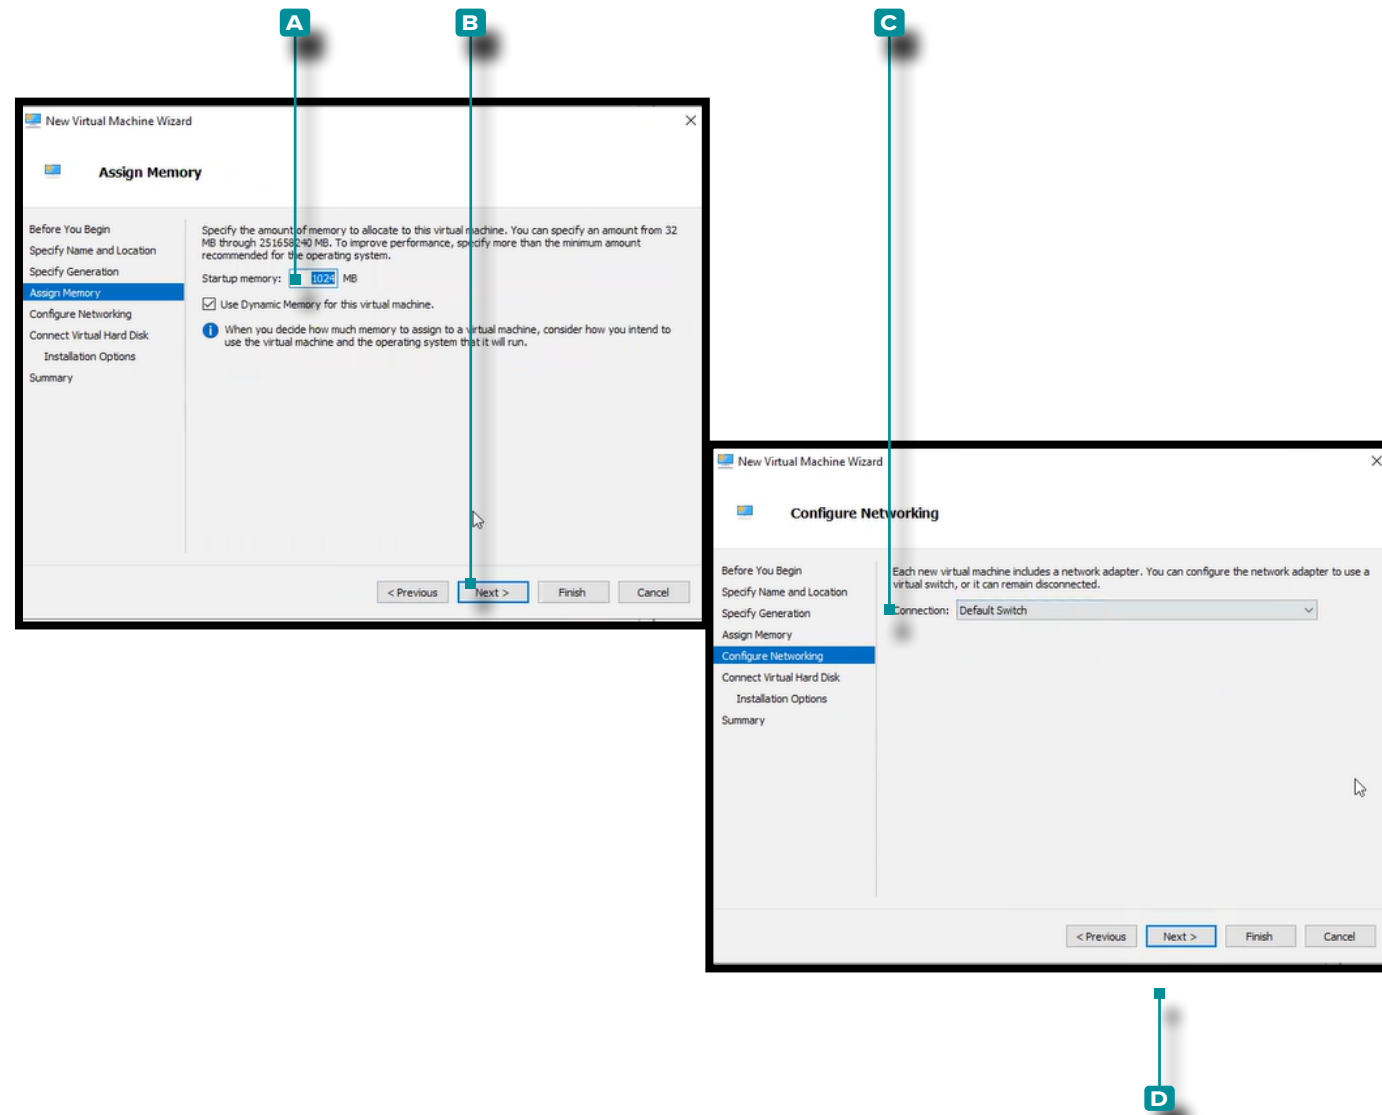 A
B
C
New Virtual Machine Wizard
Assign Memory
Before You Begin
Specify Name and Location
Specify Generation
Assign Memory
Configure Networking
Connect Virtual Hard Disk
Installation Options
Summary
Specify the amount of memory to allocate to this virtual machine. You can specify an amount from 32
MB through 251658240 MB. To improve performance, specify more than the minimum amount
recommended for the operating system.
Startup memory: 1024 MB
Use Dynamic Memory for this virtual machine.
When you decide how much memory to assign to a virtual machine, consider how you intend to
use the virtual machine and the operating system that it will run.
< Previous Next > Finish Cancel
New Virtual Machine Wizard
Configure Networking
Before You Begin
Specify Name and Location
Specify Generation
Assign Memory
Configure Networking
Connect Virtual Hard Disk
Installation Options
Summary
Each new virtual machine includes a network adapter. You can configure the network adapter to use a
virtual switch, or it can remain disconnected.
Connection: Default Switch
< Previous Next > Finish Cancel
D